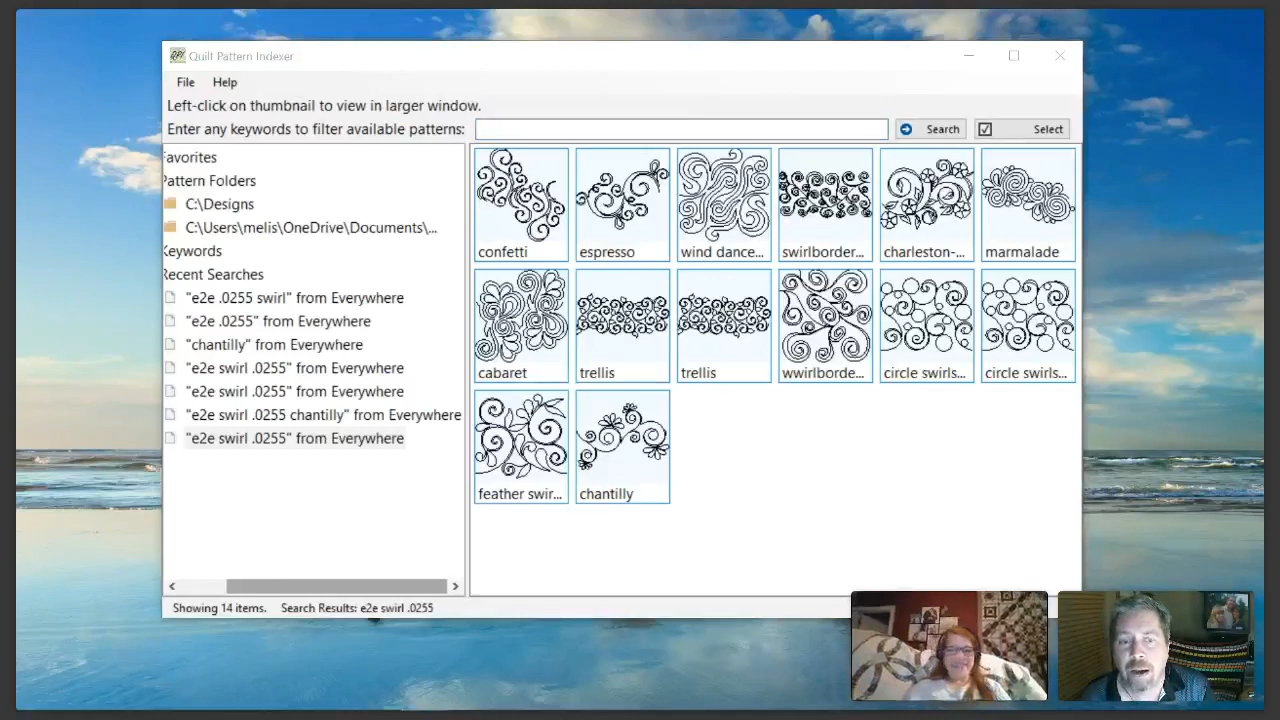 Quilt Pattern Indexer
File Help
Left-click on thumbnail to view in larger window.
Enter any keywords to filter available patterns: Search Select
Favorites
Pattern Folders
C:\Designs
C:\Users\melis\OneDrive\Documents\...
Keywords
Recent Searches
"e2e .0255 swirl" from Everywhere
"e2e .0255" from Everywhere
"chantilly" from Everywhere
"e2e swirl .0255" from Everywhere
"e2e swirl .0255" from Everywhere
"e2e swirl .0255 chantilly" from Everywhere
"e2e swirl .0255" from Everywhere
confetti espresso wind dance... swirlborder... charleston-... marmalade
cabaret trellis trellis wwirlborde... circle swirls... circle swirls...
feather swir... chantilly
Showing 14 items. Search Results: e2e swirl .0255